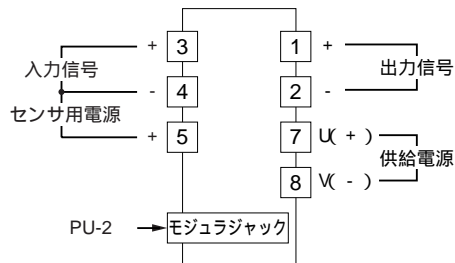 + 3 1 +
入力信号 出力信号
- 4 2 -
センサ用電源
+ 5 7 U( + )
供給電源
8 V( - )
PU-2 モジュラジャック